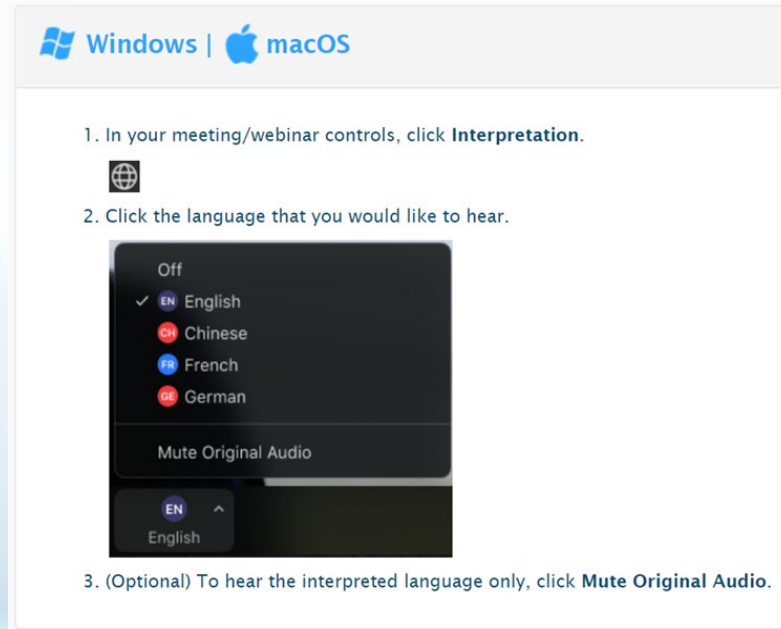 Windows | macOS
1. In your meeting/webinar controls, click Interpretation.
2. Click the language that you would like to hear.
Off
EN English
CH Chinese
FR French
GE German
Mute Original Audio
EN
English
3. (Optional) To hear the interpreted language only, click Mute Original Audio.